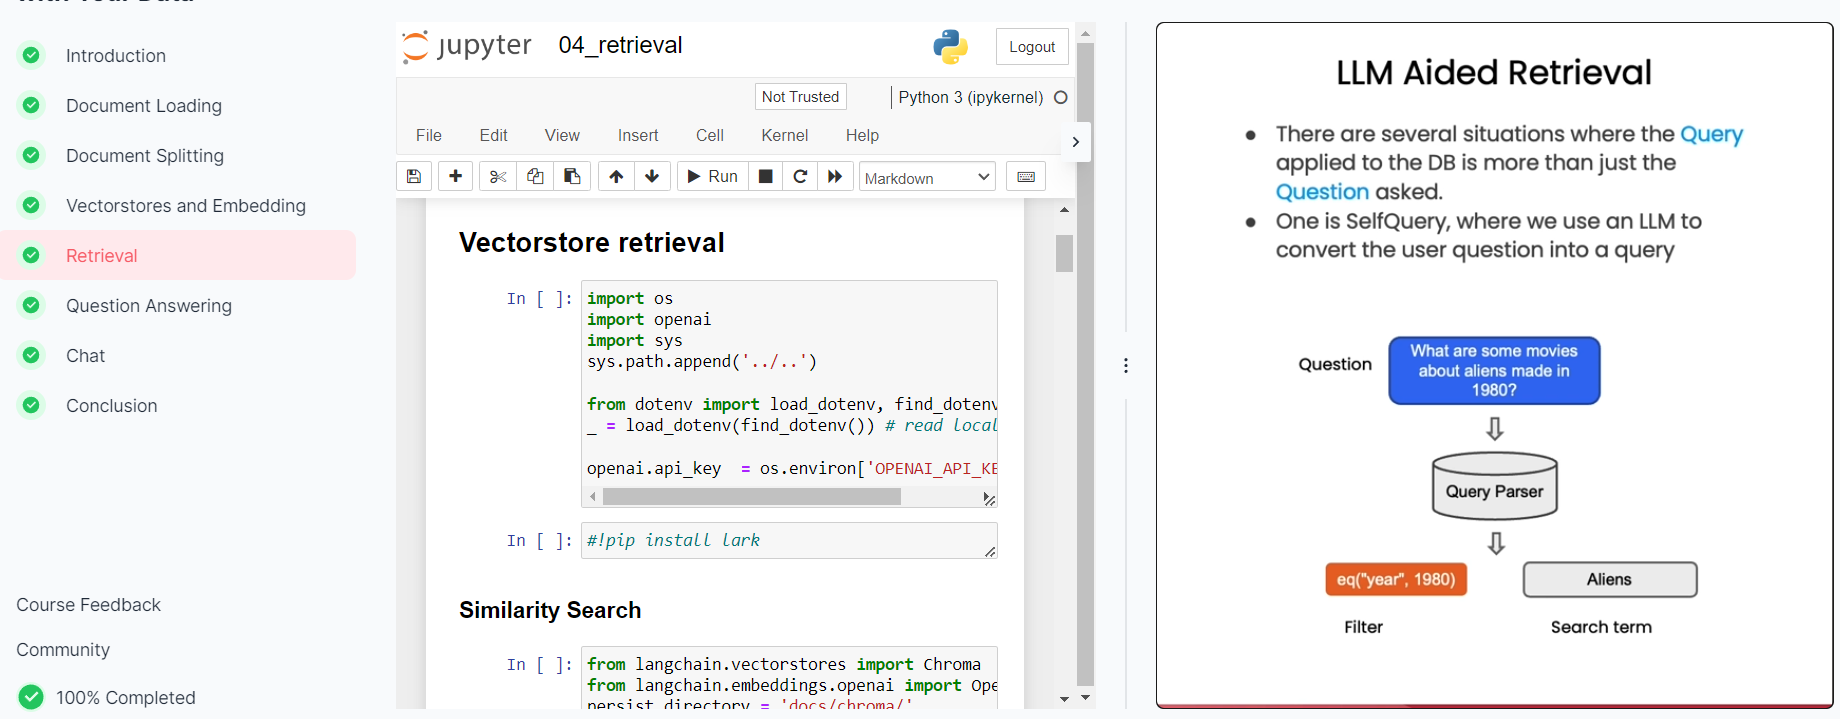 with Your Data
Introduction
Document Loading
Document Splitting
Vectorstores and Embedding
Retrieval
Question Answering
Chat
Conclusion
Course Feedback
Community
100% Completed
jupyter 04_retrieval
Logout
Not Trusted
Python 3 (ipykernel)
File Edit View Insert Cell Kernel Help
Run
Markdown
Vectorstore retrieval
In [ ]:
import os
import openai
import sys
sys.path.append('../..')
from dotenv import load_dotenv, find_dotenv
_ = load_dotenv(find_dotenv()) # read local
openai.api_key = os.environ['OPENAI_API_KE
In [ ]:
#!pip install lark
Similarity Search
In [ ]:
from langchain.vectorstores import Chroma
from langchain.embeddings.openai import Ope
persist_directory = 'docs/chroma/'
LLM Aided Retrieval
• There are several situations where the Query
applied to the DB is more than just the
Question asked.
• One is SelfQuery, where we use an LLM to
convert the user question into a query
Question
What are some movies
about aliens made in
1980?
Query Parser
eq("year", 1980)
Aliens
Filter
Search term